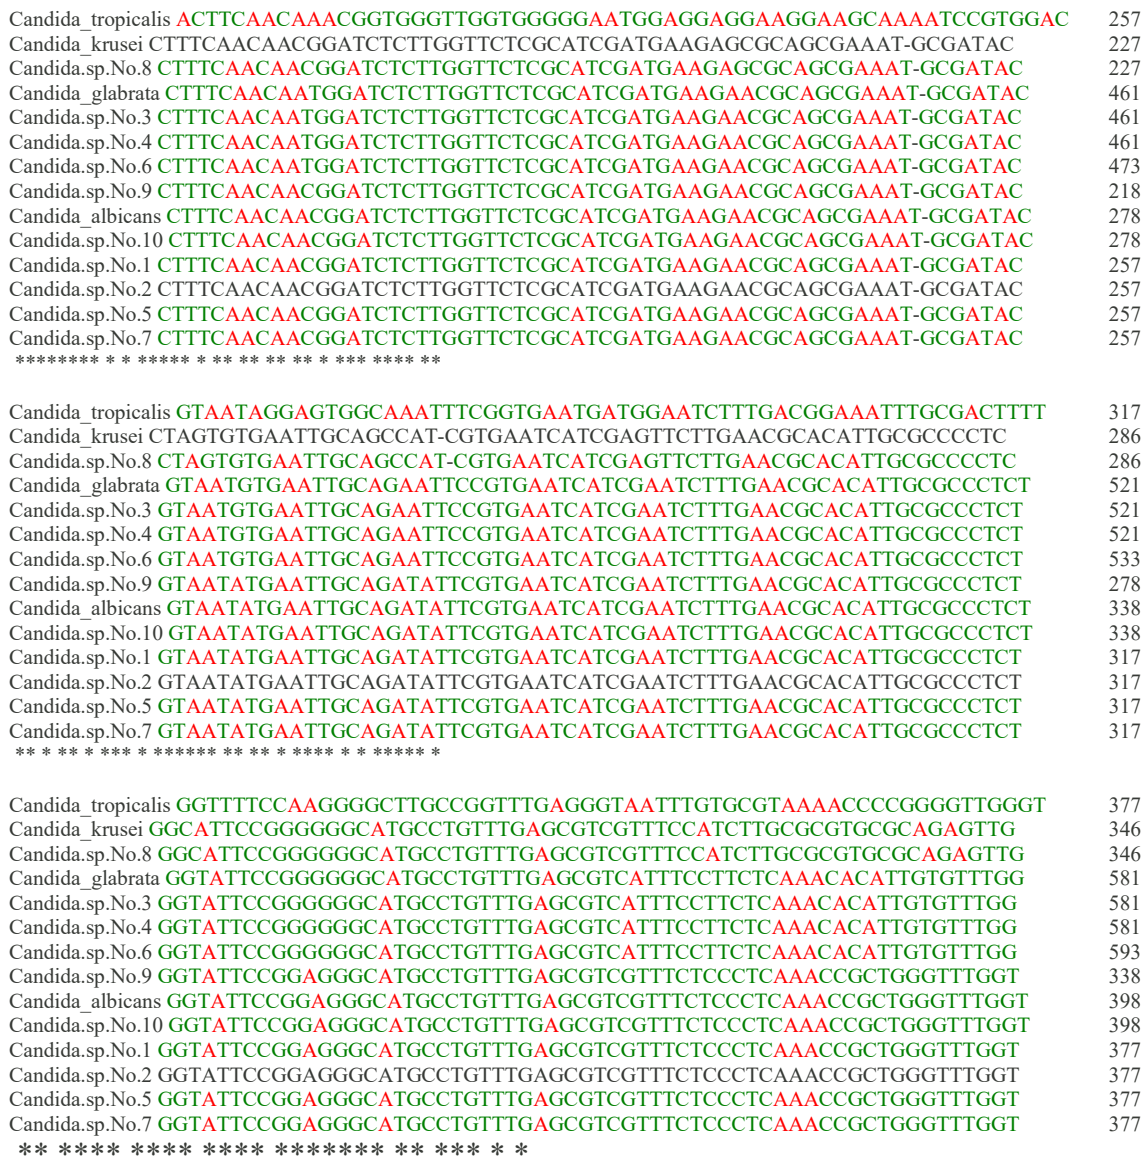 Candida_tropicalis ACTTCAACAAACGGTGGGTTGGTGGGGGAATGGAGGAGGAAGGAAGCAAAATCCGTGGAC 257
Candida_krusei CTTTCAACAACGGATCTCTTGGTTCTCGCATCGATGAAGAGCGCAGCGAAAT-GCGATAC 227
Candida.sp.No.8 CTTTCAACAACGGATCTCTTGGTTCTCGCATCGATGAAGAGCGCAGCGAAAT-GCGATAC 227
Candida_glabrata CTTTCAACAATGGATCTCTTGGTTCTCGCATCGATGAAGAACGCAGCGAAAT-GCGATAC 461
Candida.sp.No.3 CTTTCAACAATGGATCTCTTGGTTCTCGCATCGATGAAGAACGCAGCGAAAT-GCGATAC 461
Candida.sp.No.4 CTTTCAACAATGGATCTCTTGGTTCTCGCATCGATGAAGAACGCAGCGAAAT-GCGATAC 461
Candida.sp.No.6 CTTTCAACAATGGATCTCTTGGTTCTCGCATCGATGAAGAACGCAGCGAAAT-GCGATAC 473
Candida.sp.No.9 CTTTCAACAACGGATCTCTTGGTTCTCGCATCGATGAAGAACGCAGCGAAAT-GCGATAC 218
Candida_albicans CTTTCAACAACGGATCTCTTGGTTCTCGCATCGATGAAGAACGCAGCGAAAT-GCGATAC 278
Candida.sp.No.10 CTTTCAACAACGGATCTCTTGGTTCTCGCATCGATGAAGAACGCAGCGAAAT-GCGATAC 278
Candida.sp.No.1 CTTTCAACAACGGATCTCTTGGTTCTCGCATCGATGAAGAACGCAGCGAAAT-GCGATAC 257
Candida.sp.No.2 CTTTCAACAACGGATCTCTTGGTTCTCGCATCGATGAAGAACGCAGCGAAAT-GCGATAC 257
Candida.sp.No.5 CTTTCAACAACGGATCTCTTGGTTCTCGCATCGATGAAGAACGCAGCGAAAT-GCGATAC 257
Candida.sp.No.7 CTTTCAACAACGGATCTCTTGGTTCTCGCATCGATGAAGAACGCAGCGAAAT-GCGATAC 257
******** * * ***** * ** ** ** ** * *** **** **
Candida_tropicalis GTAATAGGAGTGGCAAATTTCGGTGAATGATGGAATCTTTGACGGAAATTTGCGACTTTT 317
Candida_krusei CTAGTGTGAATTGCAGCCAT-CGTGAATCATCGAGTTCTTGAACGCACATTGCGCCCCTC 286
Candida.sp.No.8 CTAGTGTGAATTGCAGCCAT-CGTGAATCATCGAGTTCTTGAACGCACATTGCGCCCCTC 286
Candida_glabrata GTAATGTGAATTGCAGAATTCCGTGAATCATCGAATCTTTGAACGCACATTGCGCCCTCT 521
Candida.sp.No.3 GTAATGTGAATTGCAGAATTCCGTGAATCATCGAATCTTTGAACGCACATTGCGCCCTCT 521
Candida.sp.No.4 GTAATGTGAATTGCAGAATTCCGTGAATCATCGAATCTTTGAACGCACATTGCGCCCTCT 521
Candida.sp.No.6 GTAATGTGAATTGCAGAATTCCGTGAATCATCGAATCTTTGAACGCACATTGCGCCCTCT 533
Candida.sp.No.9 GTAATATGAATTGCAGATATTCGTGAATCATCGAATCTTTGAACGCACATTGCGCCCTCT 278
Candida_albicans GTAATATGAATTGCAGATATTCGTGAATCATCGAATCTTTGAACGCACATTGCGCCCTCT 338
Candida.sp.No.10 GTAATATGAATTGCAGATATTCGTGAATCATCGAATCTTTGAACGCACATTGCGCCCTCT 338
Candida.sp.No.1 GTAATATGAATTGCAGATATTCGTGAATCATCGAATCTTTGAACGCACATTGCGCCCTCT 317
Candida.sp.No.2 GTAATATGAATTGCAGATATTCGTGAATCATCGAATCTTTGAACGCACATTGCGCCCTCT 317
Candida.sp.No.5 GTAATATGAATTGCAGATATTCGTGAATCATCGAATCTTTGAACGCACATTGCGCCCTCT 317
Candida.sp.No.7 GTAATATGAATTGCAGATATTCGTGAATCATCGAATCTTTGAACGCACATTGCGCCCTCT 317
** * ** * *** * ****** ** ** * **** * * ***** *
Candida_tropicalis GGTTTTCCAAGGGGCTTGCCGGTTTGAGGGTAATTTGTGCGTAAAACCCCGGGGTTGGGT 377
Candida_krusei GGCATTCCGGGGGGCATGCCTGTTTGAGCGTCGTTTCCATCTTGCGCGTGCGCAGAGTTG 346
Candida.sp.No.8 GGCATTCCGGGGGGCATGCCTGTTTGAGCGTCGTTTCCATCTTGCGCGTGCGCAGAGTTG 346
Candida_glabrata GGTATTCCGGGGGGCATGCCTGTTTGAGCGTCATTTCCTTCTCAAACACATTGTGTTTGG 581
Candida.sp.No.3 GGTATTCCGGGGGGCATGCCTGTTTGAGCGTCATTTCCTTCTCAAACACATTGTGTTTGG 581
Candida.sp.No.4 GGTATTCCGGGGGGCATGCCTGTTTGAGCGTCATTTCCTTCTCAAACACATTGTGTTTGG 581
Candida.sp.No.6 GGTATTCCGGGGGGCATGCCTGTTTGAGCGTCATTTCCTTCTCAAACACATTGTGTTTGG 593
Candida.sp.No.9 GGTATTCCGGAGGGCATGCCTGTTTGAGCGTCGTTTCTCCCTCAAACCGCTGGGTTTGGT 338
Candida_albicans GGTATTCCGGAGGGCATGCCTGTTTGAGCGTCGTTTCTCCCTCAAACCGCTGGGTTTGGT 398
Candida.sp.No.10 GGTATTCCGGAGGGCATGCCTGTTTGAGCGTCGTTTCTCCCTCAAACCGCTGGGTTTGGT 398
Candida.sp.No.1 GGTATTCCGGAGGGCATGCCTGTTTGAGCGTCGTTTCTCCCTCAAACCGCTGGGTTTGGT 377
Candida.sp.No.2 GGTATTCCGGAGGGCATGCCTGTTTGAGCGTCGTTTCTCCCTCAAACCGCTGGGTTTGGT 377
Candida.sp.No.5 GGTATTCCGGAGGGCATGCCTGTTTGAGCGTCGTTTCTCCCTCAAACCGCTGGGTTTGGT 377
Candida.sp.No.7 GGTATTCCGGAGGGCATGCCTGTTTGAGCGTCGTTTCTCCCTCAAACCGCTGGGTTTGGT 377
** **** **** **** ******* ** *** * *